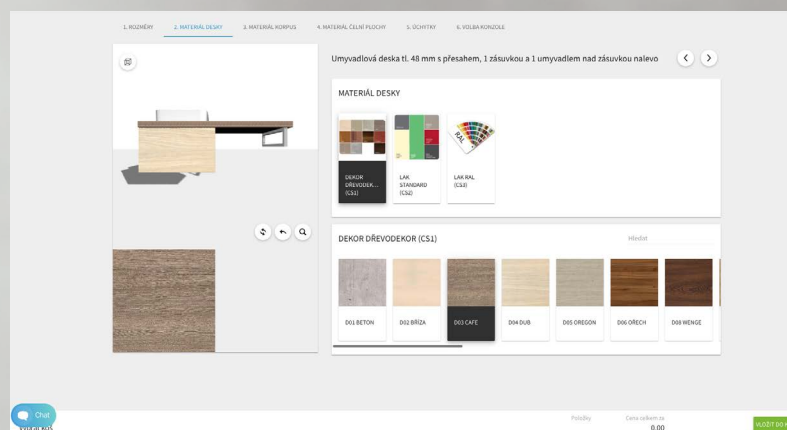 1. ROZMĚRY 2. MATERIÁL DESKY 3. MATERIÁL KORPUS 4. MATERIÁL ČELNÍ PLOCHY 5. ÚCHYTKY 6. VOLBA KONZOLE
Umyvadlová deska tl. 48 mm s přesahem, 1 zásuvkou a 1 umyvadlem nad zásuvkou nalevo
MATERIÁL DESKY
DEKOR DŘEVODEK... (CS1)
LAK STANDARD (CS2)
LAK RAL (CS3)
RAL
DEKOR DŘEVODEKOR (CS1) Hledat
D01 BETON D02 BŘÍZA D03 CAFE D04 DUB D05 OREGON D06 OŘECH D08 WENGE
Chat
Položky Cena celkem za
0.00
VLOŽIT DO